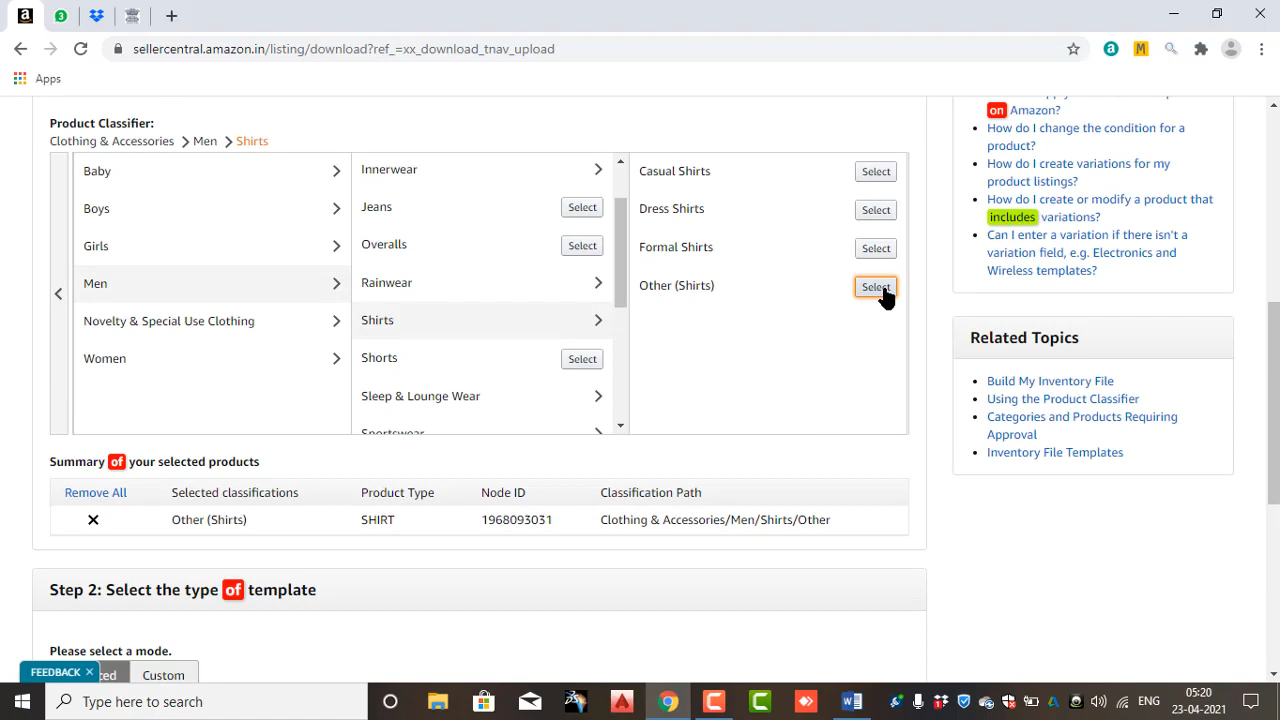 3
sellercentral.amazon.in/listing/download?ref_=xx_download_tnav_upload
Apps
Product Classifier:
Clothing & Accessories > Men > Shirts
Baby
Boys
Girls
Men
Novelty & Special Use Clothing
Women
Innerwear
Jeans Select
Overalls Select
Rainwear
Shirts
Shorts Select
Sleep & Lounge Wear
Sportswear
Casual Shirts Select
Dress Shirts Select
Formal Shirts Select
Other (Shirts) Select
Summary of your selected products
Remove All Selected classifications Product Type Node ID Classification Path
Other (Shirts) SHIRT 1968093031 Clothing & Accessories/Men/Shirts/Other
Step 2: Select the type of template
Please select a mode.
FEEDBACK × Custom
on Amazon?
How do I change the condition for a
product?
How do I create variations for my
product listings?
How do I create or modify a product that
includes variations?
Can I enter a variation if there isn't a
variation field, e.g. Electronics and
Wireless templates?
Related Topics
Build My Inventory File
Using the Product Classifier
Categories and Products Requiring
Approval
Inventory File Templates
Type here to search
ENG
05:20
23-04-2021